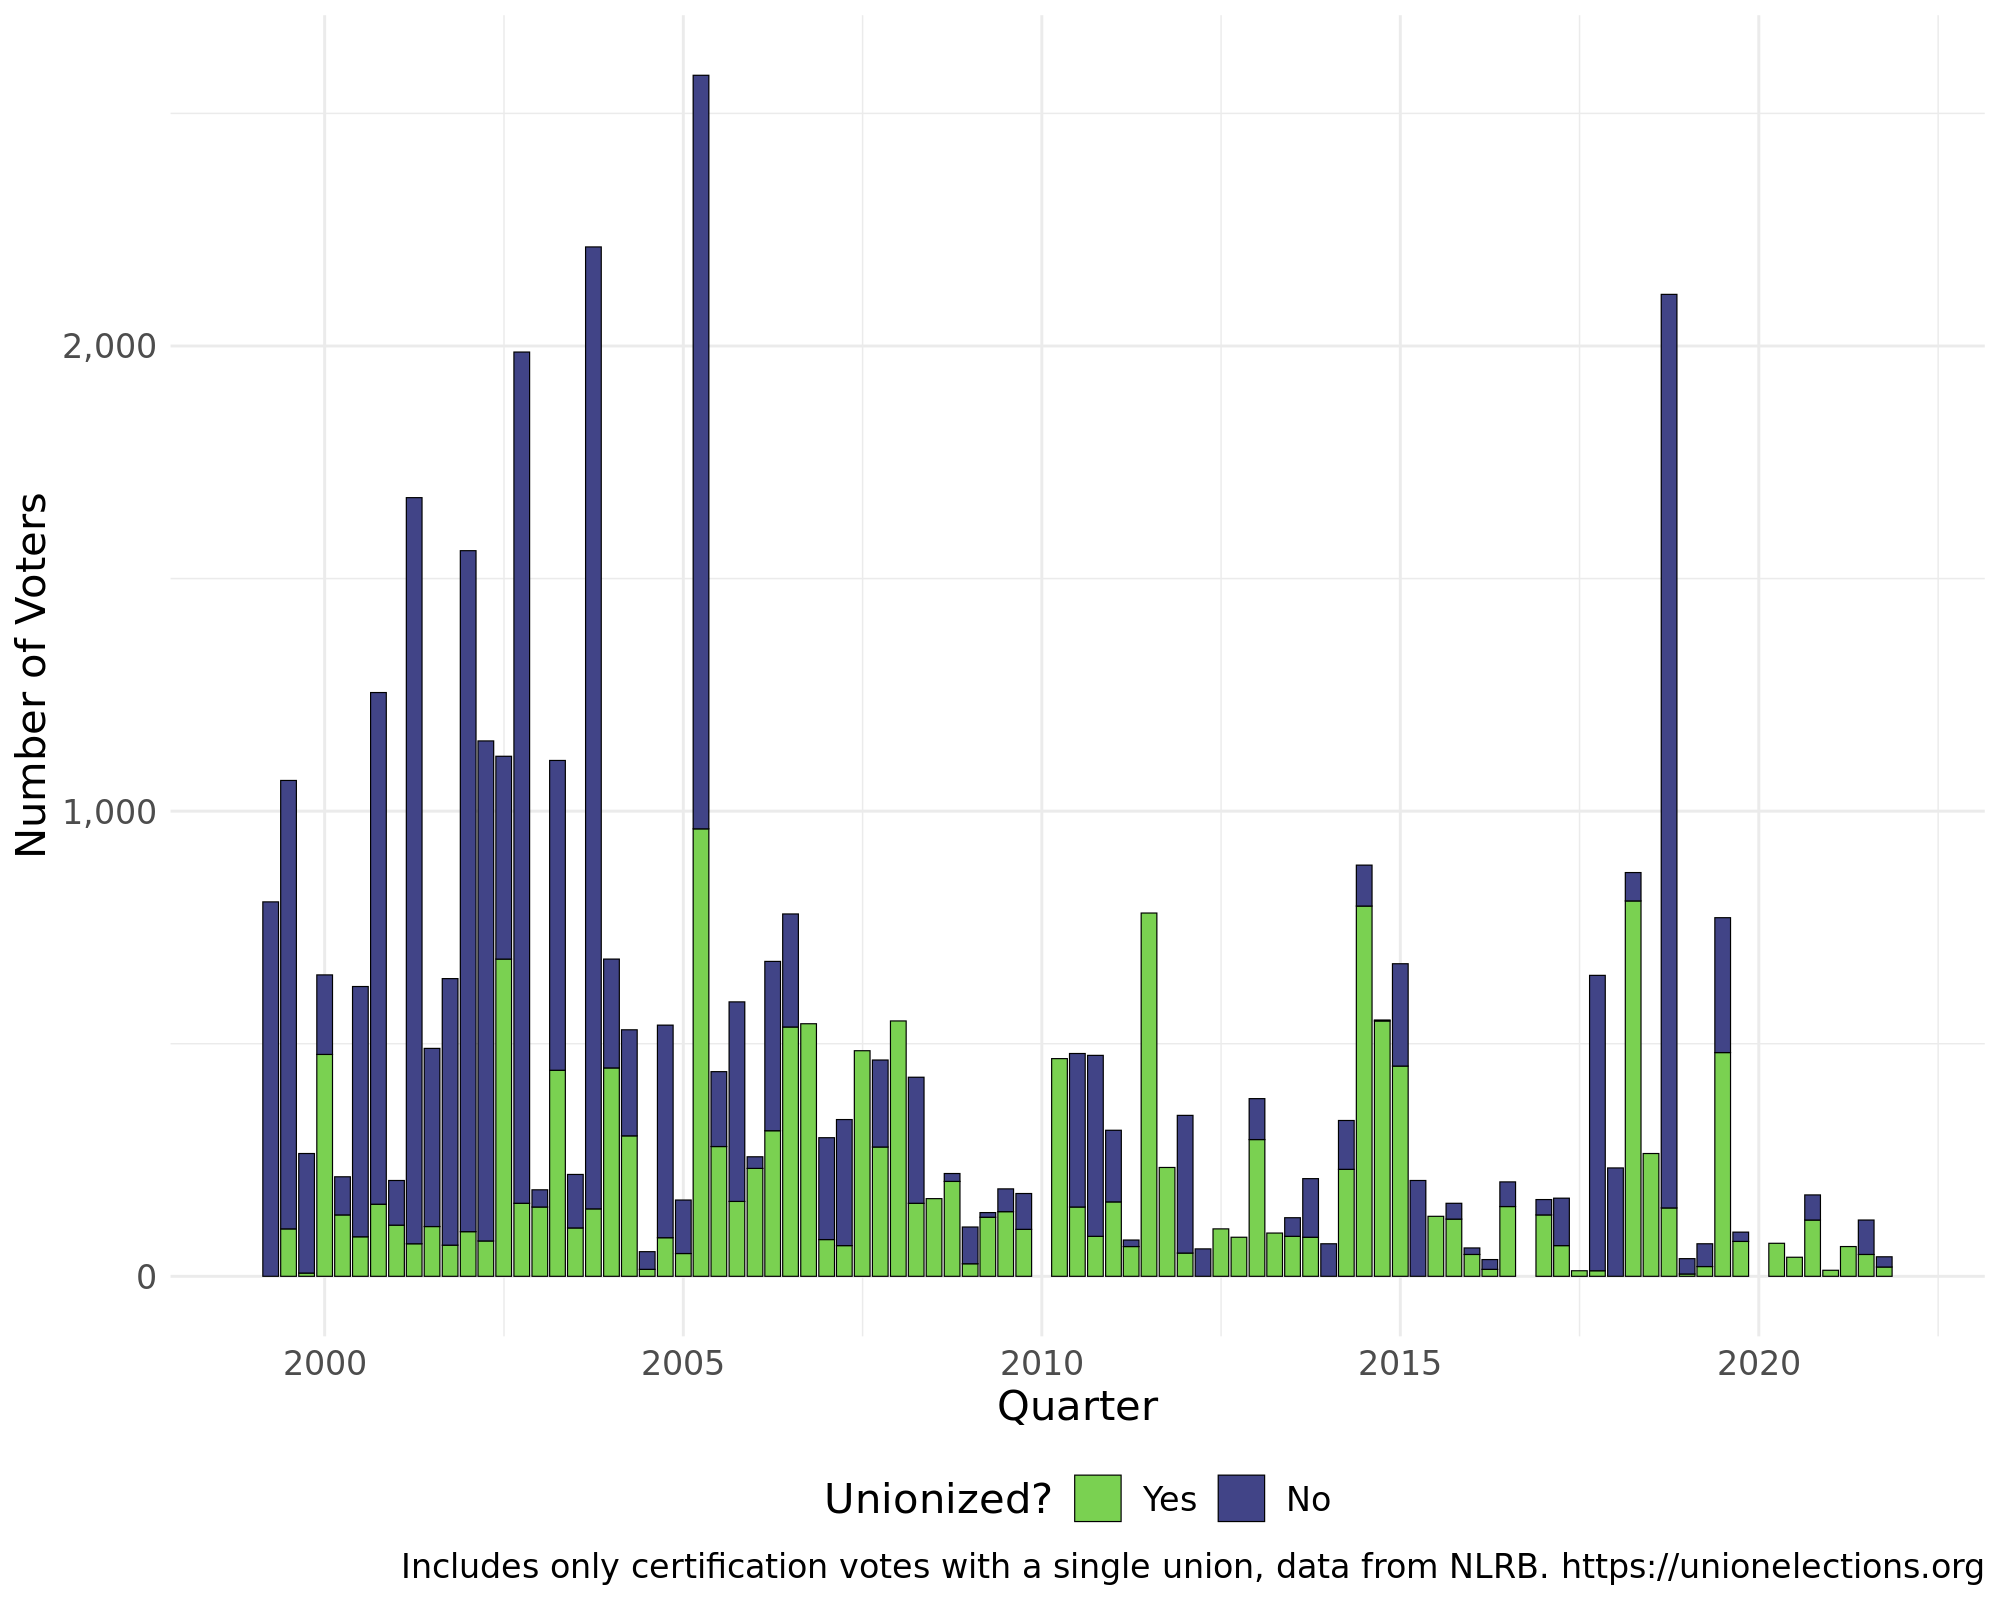 2,000
1,000
0
Number of Voters
2000 2005 2010 2015 2020
Quarter
Unionized? Yes No
Includes only certification votes with a single union, data from NLRB. https://unionelections.org